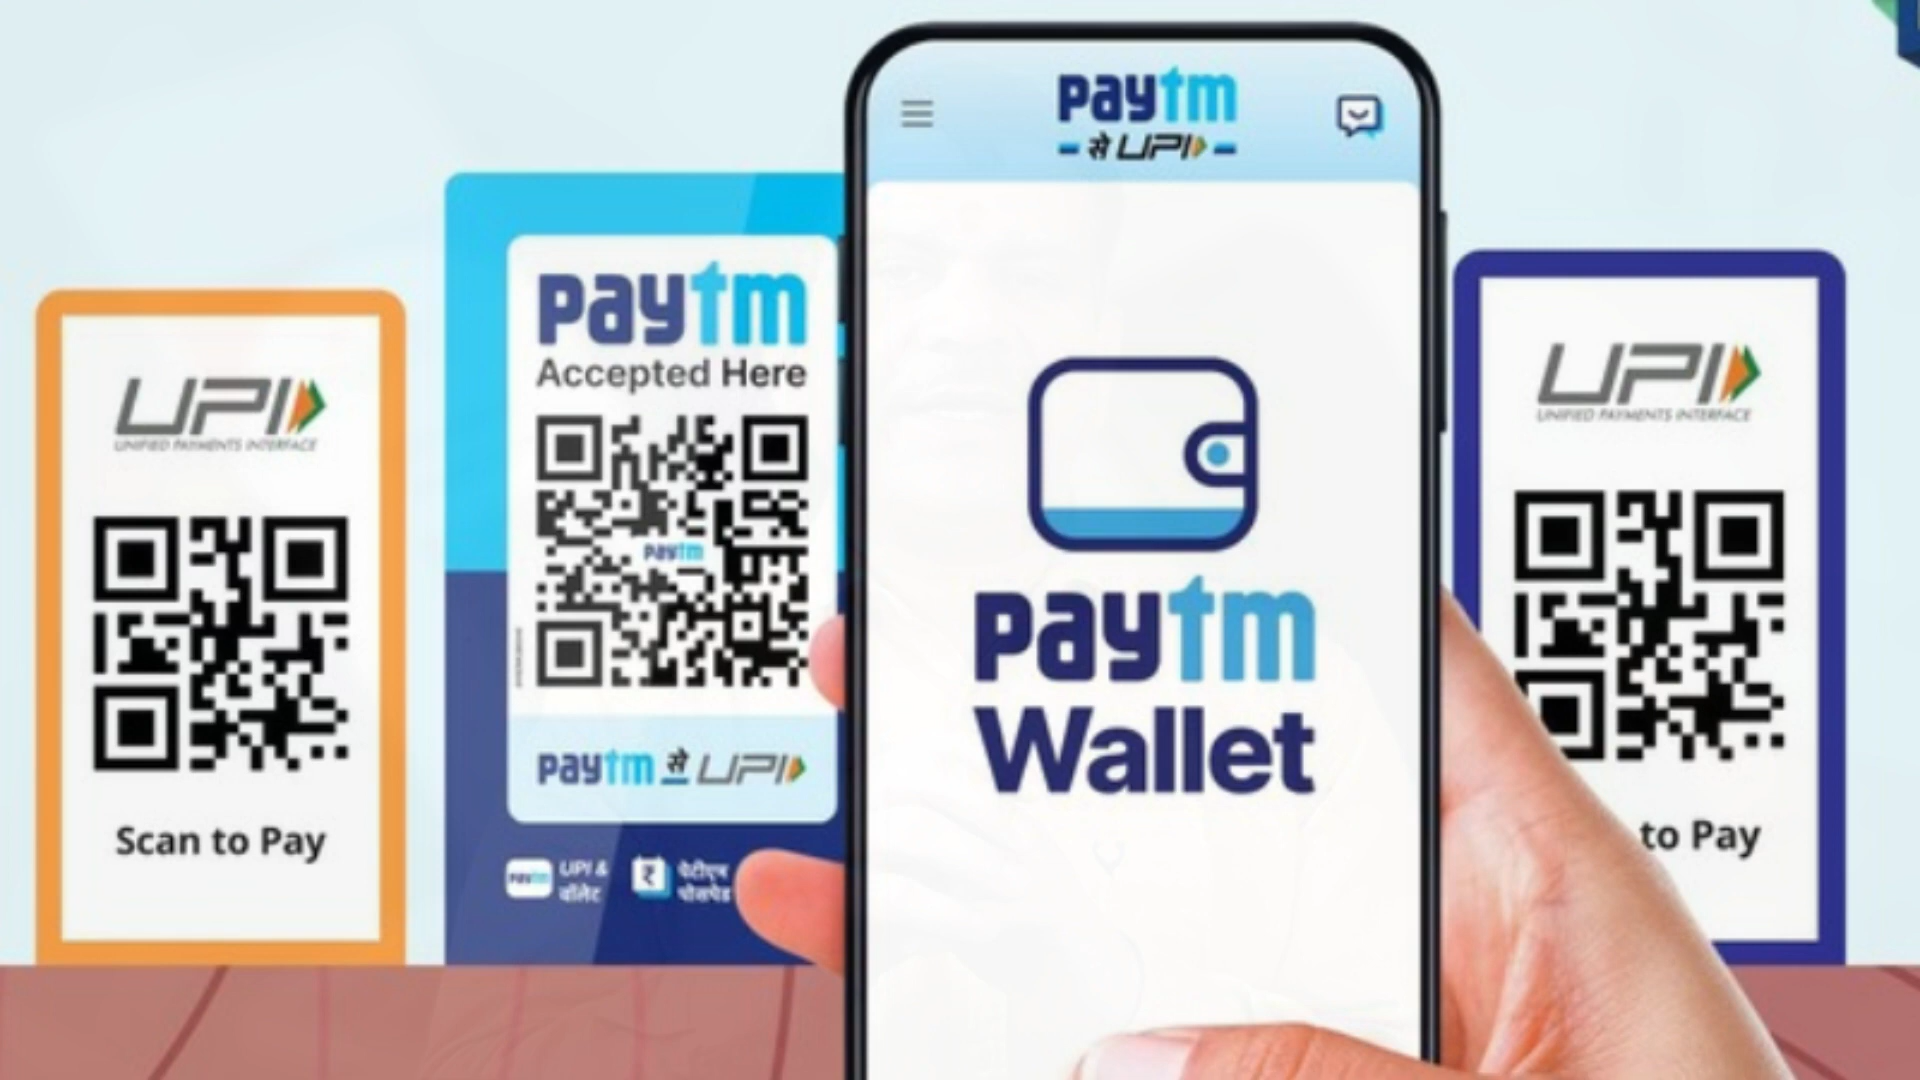 UPI
UNIFIED PAYMENTS INTERFACE
Scan to Pay
paytm
Accepted Here
paytm
paytm से UPI
paytm UPI &
वॉलेट
₹ पेटीएम
पोस्टपेड
paytm
से UPI
paytm
Wallet
UPI
UNIFIED PAYMENTS INTERFACE
to Pay